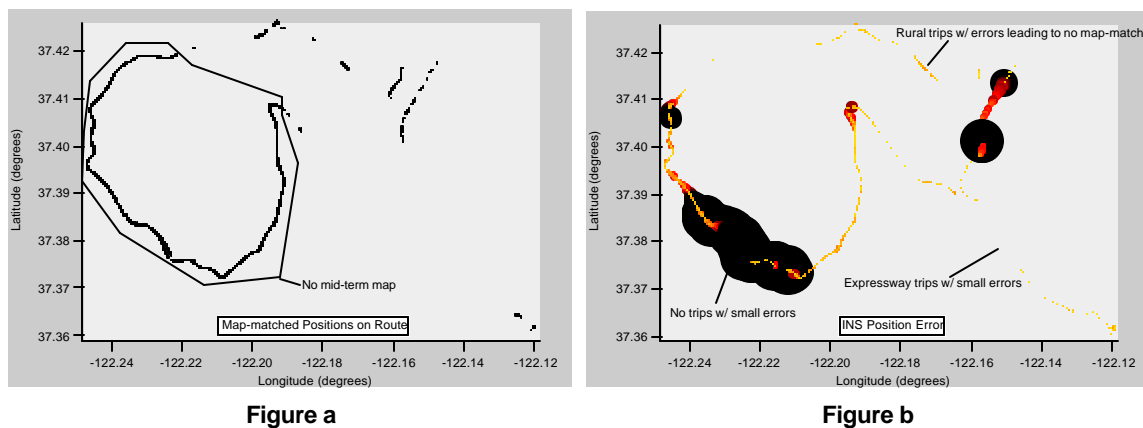 37.42
37.41
37.40
37.39
37.38
37.37
37.36
Latitude (degrees)
No mid-term map
Map-matched Positions on Route
-122.24
-122.22
-122.20
-122.18
-122.16
-122.14
-122.12
Longitude (degrees)
Figure a
37.42
37.41
37.40
37.39
37.38
37.37
37.36
Latitude (degrees)
Rural trips w/ errors leading to no map-match
Expressway trips w/ small errors
No trips w/ small errors
INS Position Error
-122.24
-122.22
-122.20
-122.19
-122.16
-122.14
-122.12
Longitude (degrees)
Figure b